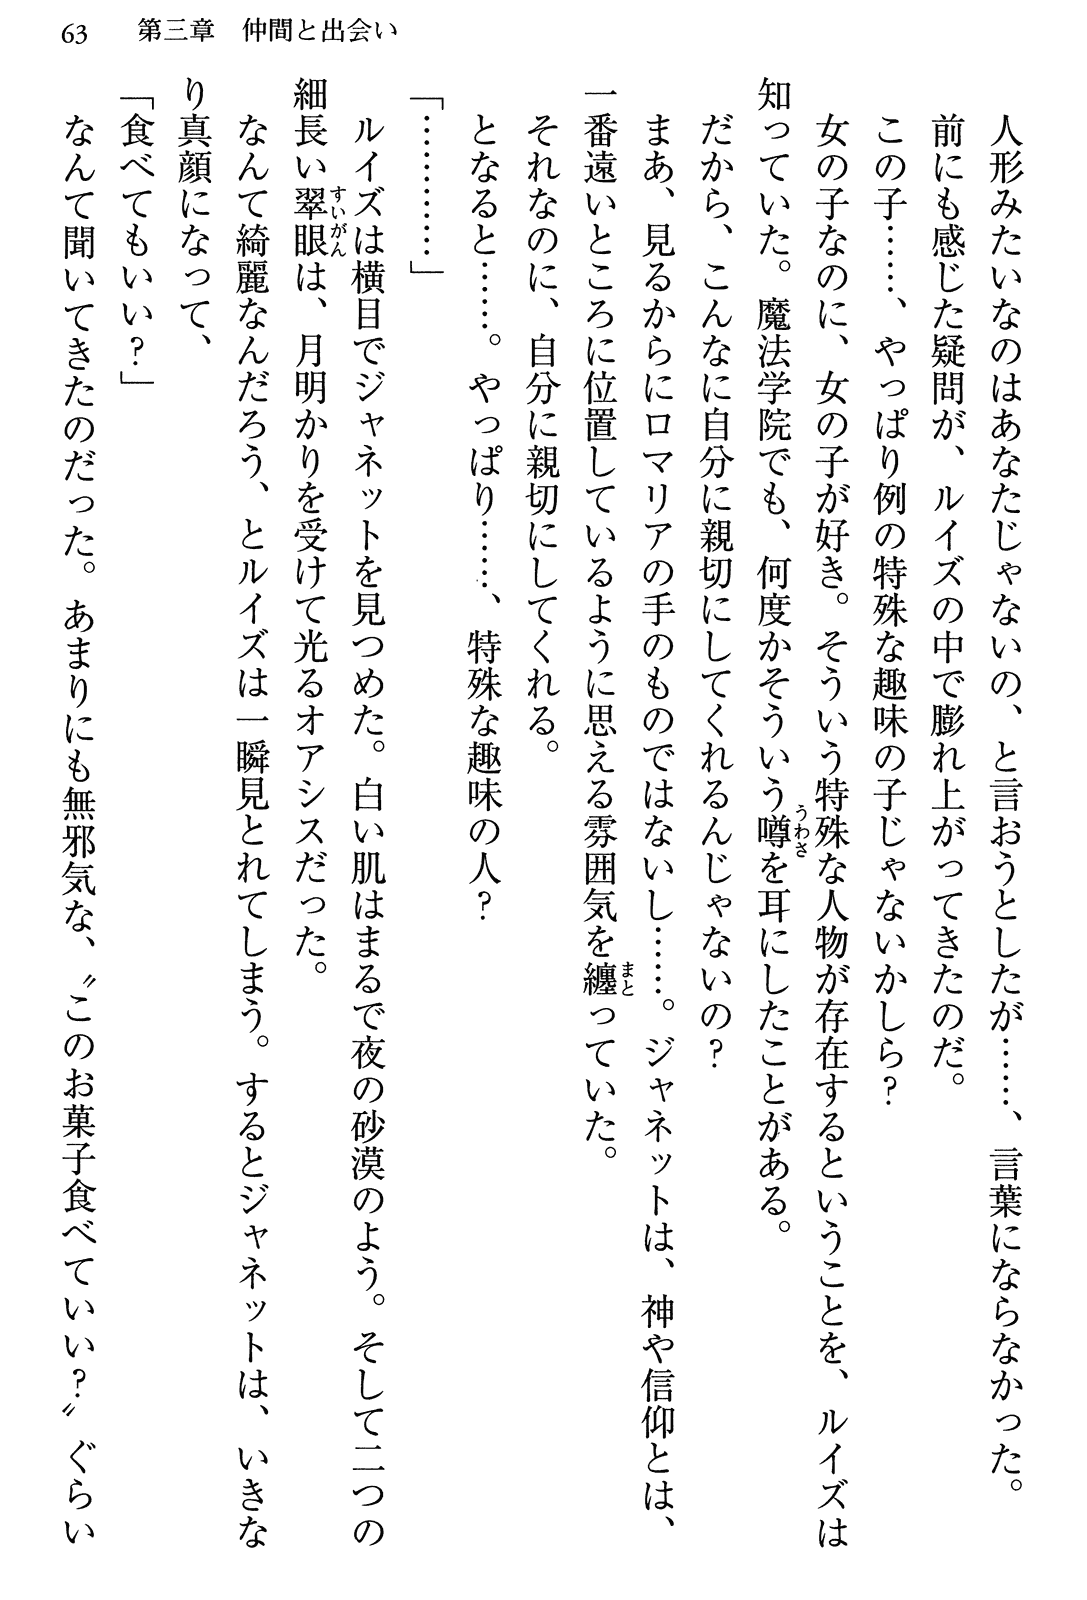 63　第三章　仲間と出会い
人形みたいなのはあなたじゃないの、と言おうとしたが……、言葉にならなかった。
前にも感じた疑問が、ルイズの中で膨れ上がってきたのだ。
この子……、やっぱり例の特殊な趣味の子じゃないかしら？
女の子なのに、女の子が好き。そういう特殊な人物が存在するということを、ルイズは
知っていた。魔法学院でも、何度かそういう噂を耳にしたことがある。
だから、こんなに自分に親切にしてくれるんじゃないの？
まあ、見るからにロマリアの手のものではないし……。ジャネットは、神や信仰とは、
一番遠いところに位置しているように思える雰囲気を纏っていた。
それなのに、自分に親切にしてくれる。
となると……。やっぱり……、特殊な趣味の人？
「…………」
ルイズは横目でジャネットを見つめた。白い肌はまるで夜の砂漠のよう。そして二つの
細長い翠眼は、月明かりを受けて光るオアシスだった。
なんて綺麗なんだろう、とルイズは一瞬見とれてしまう。するとジャネットは、いきな
り真顔になって、
「食べてもいい？」
なんて聞いてきたのだった。あまりにも無邪気な、〝このお菓子食べていい？〟ぐらい